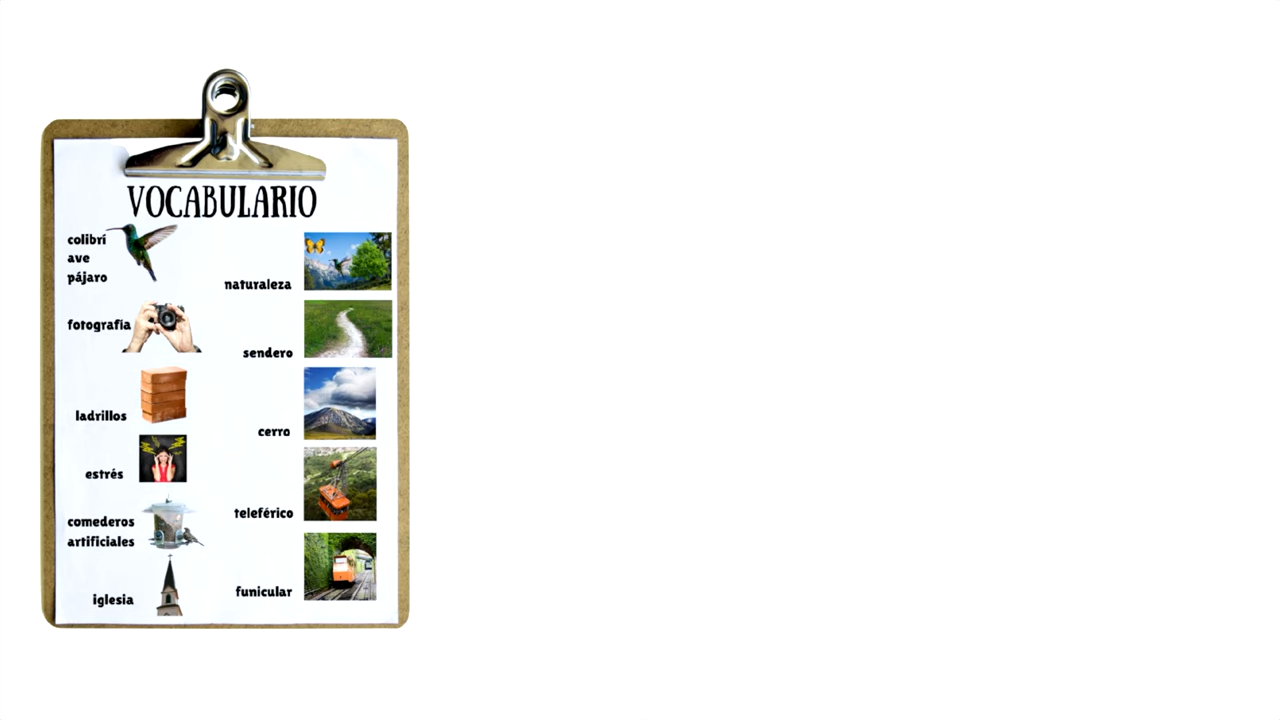 VOCABULARIO
colibrí
ave
pájaro
fotografía
ladrillos
estrés
comederos
artificiales
iglesia
naturaleza
sendero
cerro
teleférico
funicular